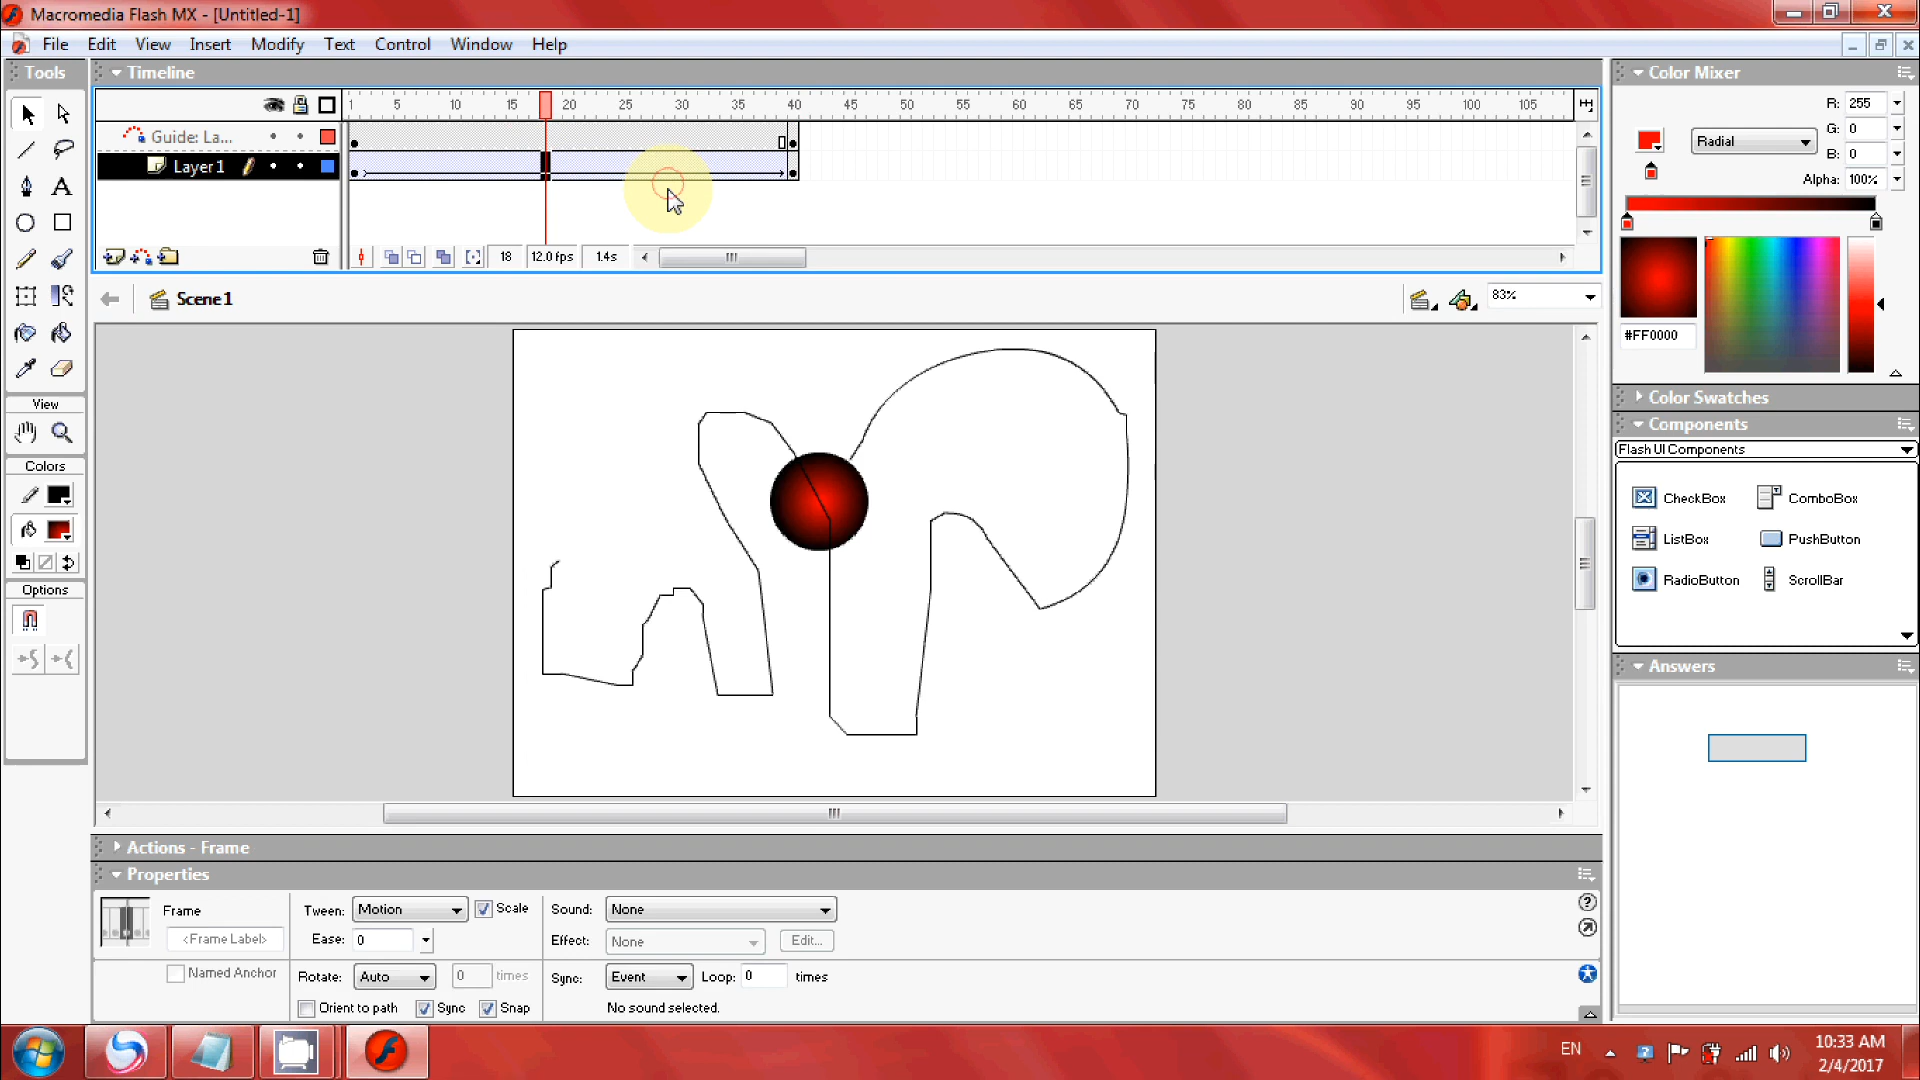 Macromedia Flash MX - [Untitled-1]
File Edit View Insert Modify Text Control Window Help
Tools
Timeline
1 5 10 15 20 25 30 35 40 45 50 55 60 65 70 75 80 85 90 95 100 105
Guide: La...
Layer 1
18 12.0 fps 1.4s
Scene 1
83%
View
Colors
Options
Color Mixer
R: 255
Radial
G: 0
B: 0
Alpha: 100%
#FF0000
Color Swatches
Components
Flash UI Components
CheckBox ComboBox
ListBox PushButton
RadioButton ScrollBar
Answers
Actions - Frame
Properties
Frame
<Frame Label>
Named Anchor
Tween: Motion Scale
Ease: 0
Rotate: Auto 0 times
Orient to path Sync Snap
Sound: None
Effect: None Edit...
Sync: Event Loop: 0 times
No sound selected.
EN
10:33 AM
2/4/2017